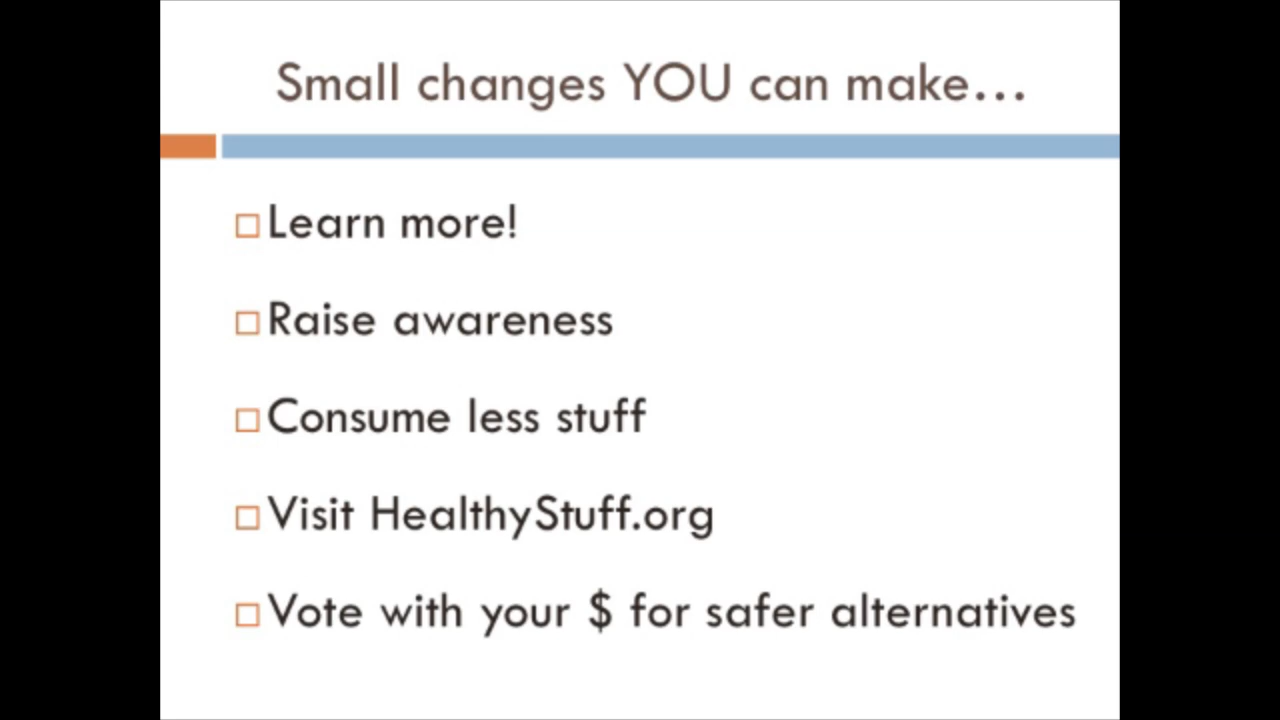 Small changes YOU can make...
Learn more!
Raise awareness
Consume less stuff
Visit HealthyStuff.org
Vote with your $ for safer alternatives